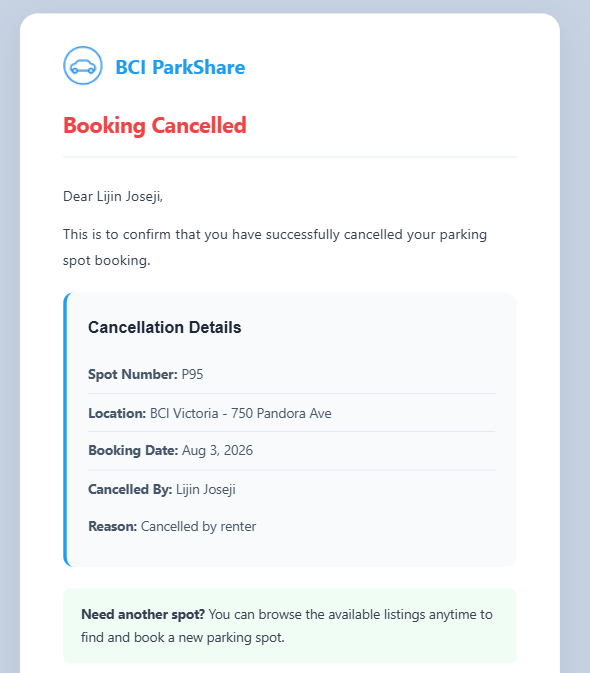 BCI ParkShare
Booking Cancelled
Dear Lijin Joseji,
This is to confirm that you have successfully cancelled your parking
spot booking.
Cancellation Details
Spot Number: P95
Location: BCI Victoria - 750 Pandora Ave
Booking Date: Aug 3, 2026
Cancelled By: Lijin Joseji
Reason: Cancelled by renter
Need another spot? You can browse the available listings anytime to
find and book a new parking spot.